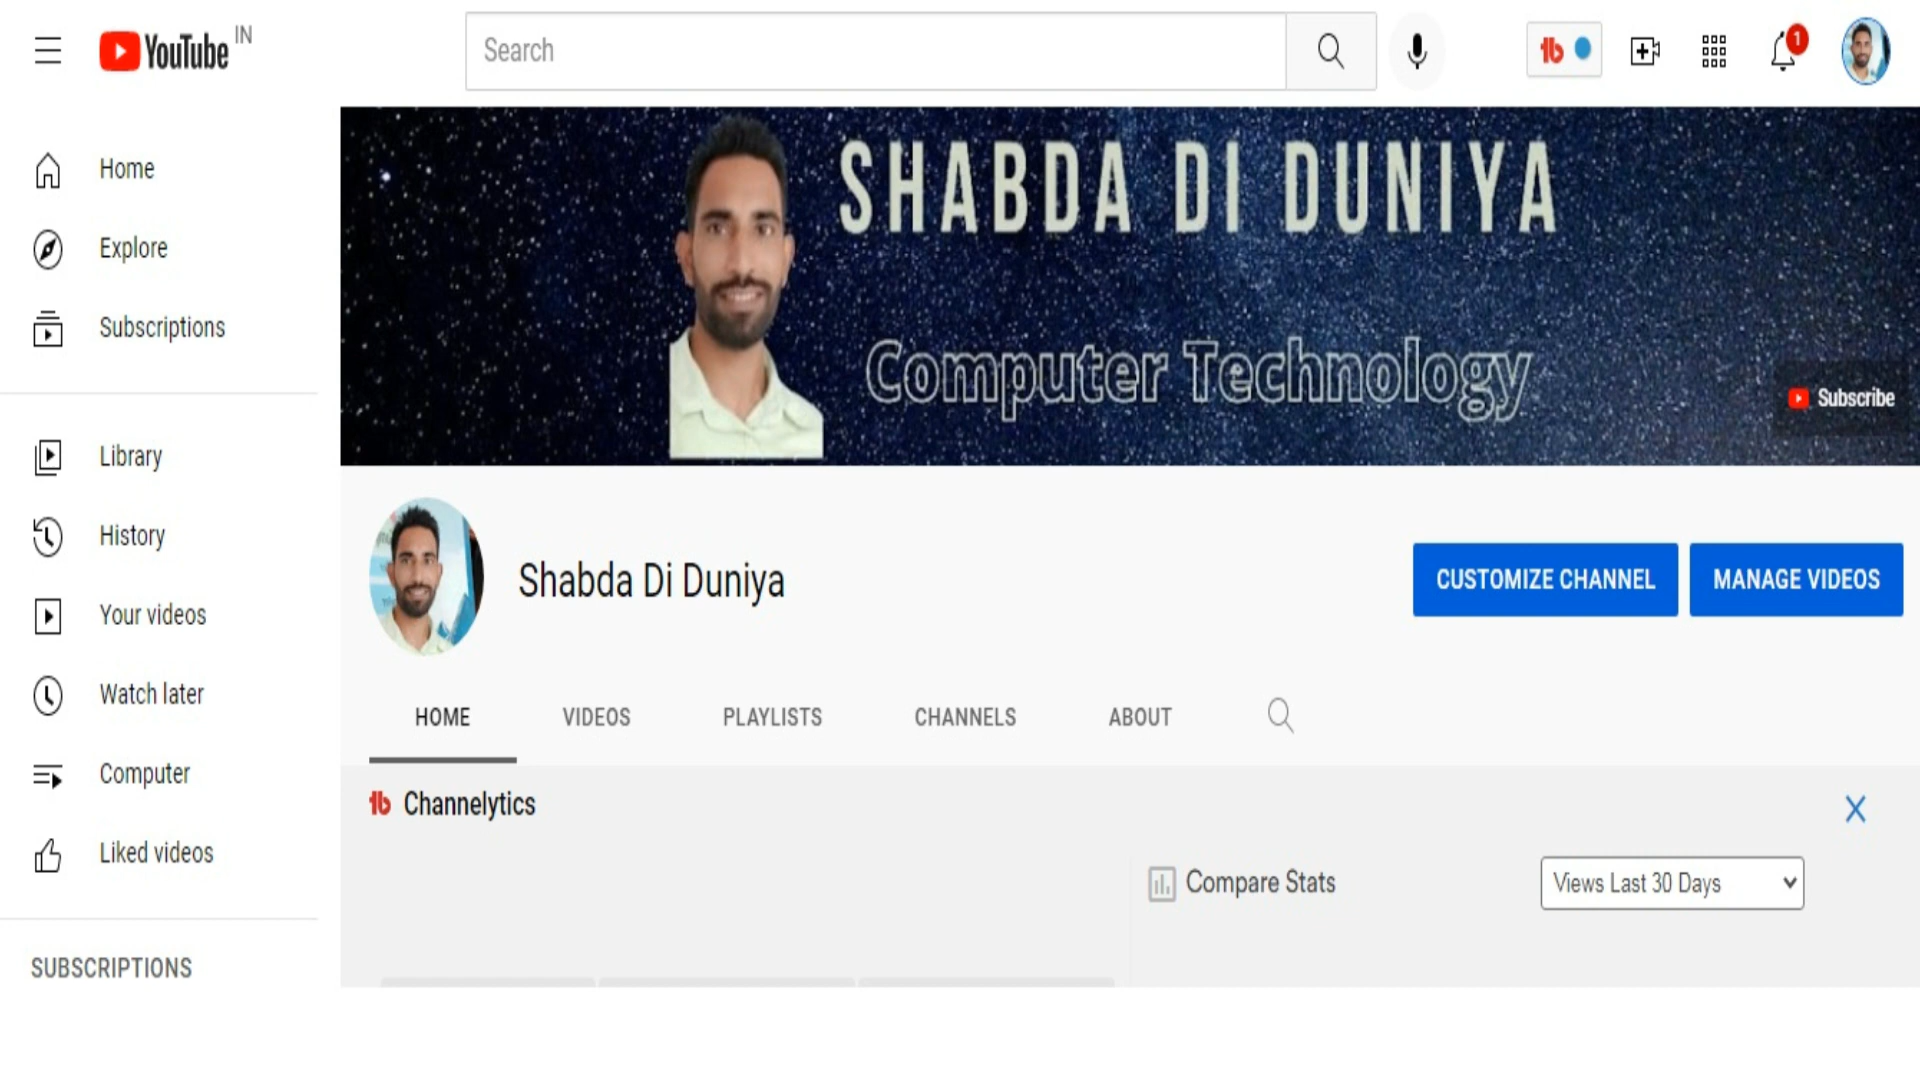 YouTube IN
Search
1
Home
Explore
Subscriptions
Library
History
Your videos
Watch later
Computer
Liked videos
SUBSCRIPTIONS
SHABDA DI DUNIYA
Computer Technology
Subscribe
Shabda Di Duniya
CUSTOMIZE CHANNEL
MANAGE VIDEOS
HOME VIDEOS PLAYLISTS CHANNELS ABOUT
Channelytics
Compare Stats
Views Last 30 Days